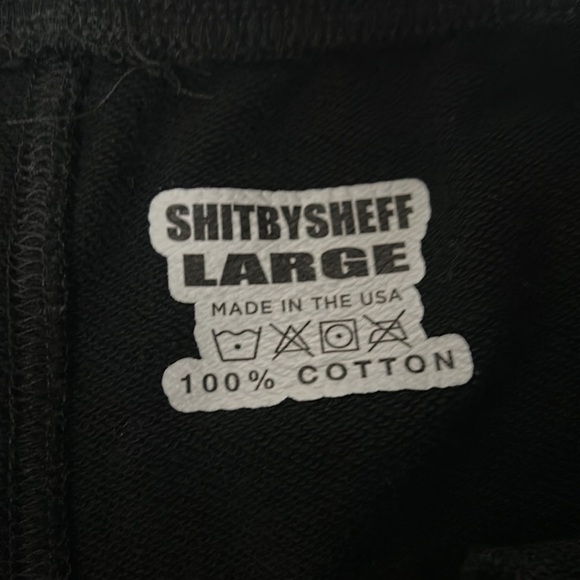 SHITBYSHEFF
LARGE
MADE IN THE USA
100% COTTON